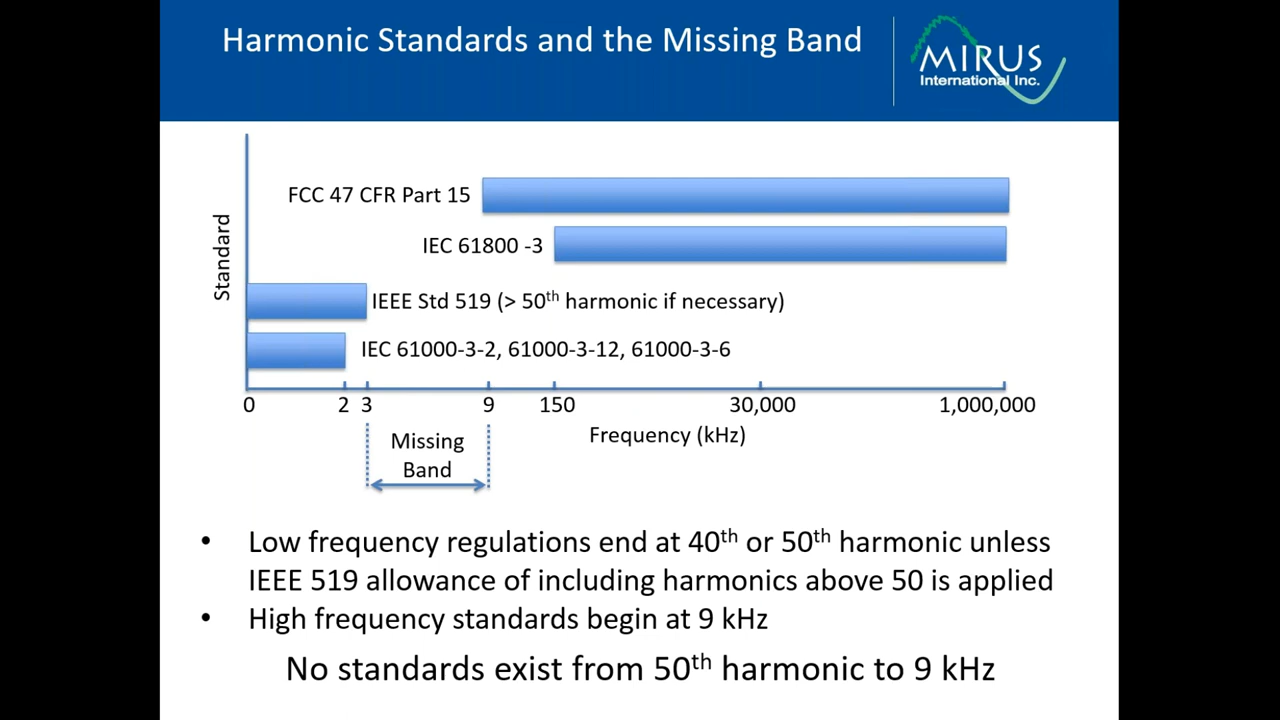 Harmonic Standards and the Missing Band
MIRUS
International Inc.
FCC 47 CFR Part 15
IEC 61800 -3
Standard
IEEE Std 519 (> 50th harmonic if necessary)
IEC 61000-3-2, 61000-3-12, 61000-3-6
0 2 3 9 150 30,000 1,000,000
Frequency (kHz)
Missing
Band
• Low frequency regulations end at 40th or 50th harmonic unless
IEEE 519 allowance of including harmonics above 50 is applied
• High frequency standards begin at 9 kHz
No standards exist from 50th harmonic to 9 kHz